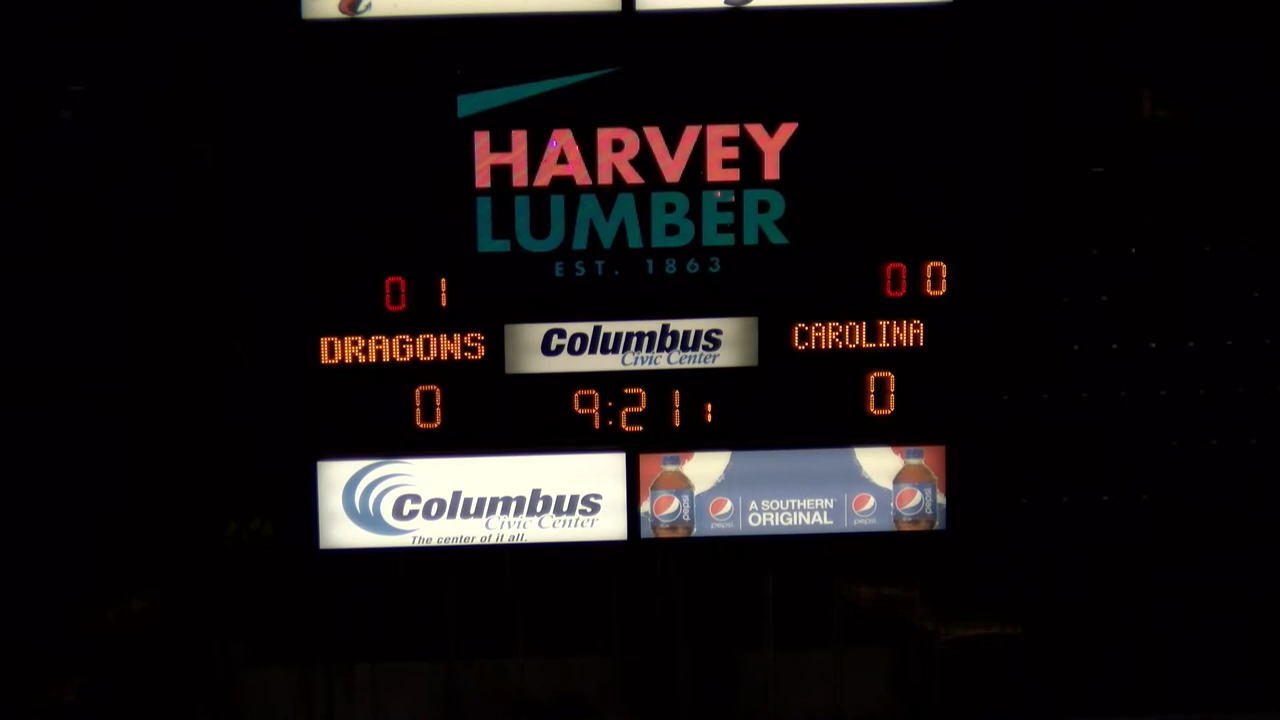 HARVEY
LUMBER
EST. 1863
0 1
0 0
DRAGONS
Columbus
Civic Center
CAROLINA
0
9:21 1
0
Columbus
Civic Center
The center of it all.
pepsi
pepsi
A SOUTHERN
ORIGINAL
pepsi
pepsi